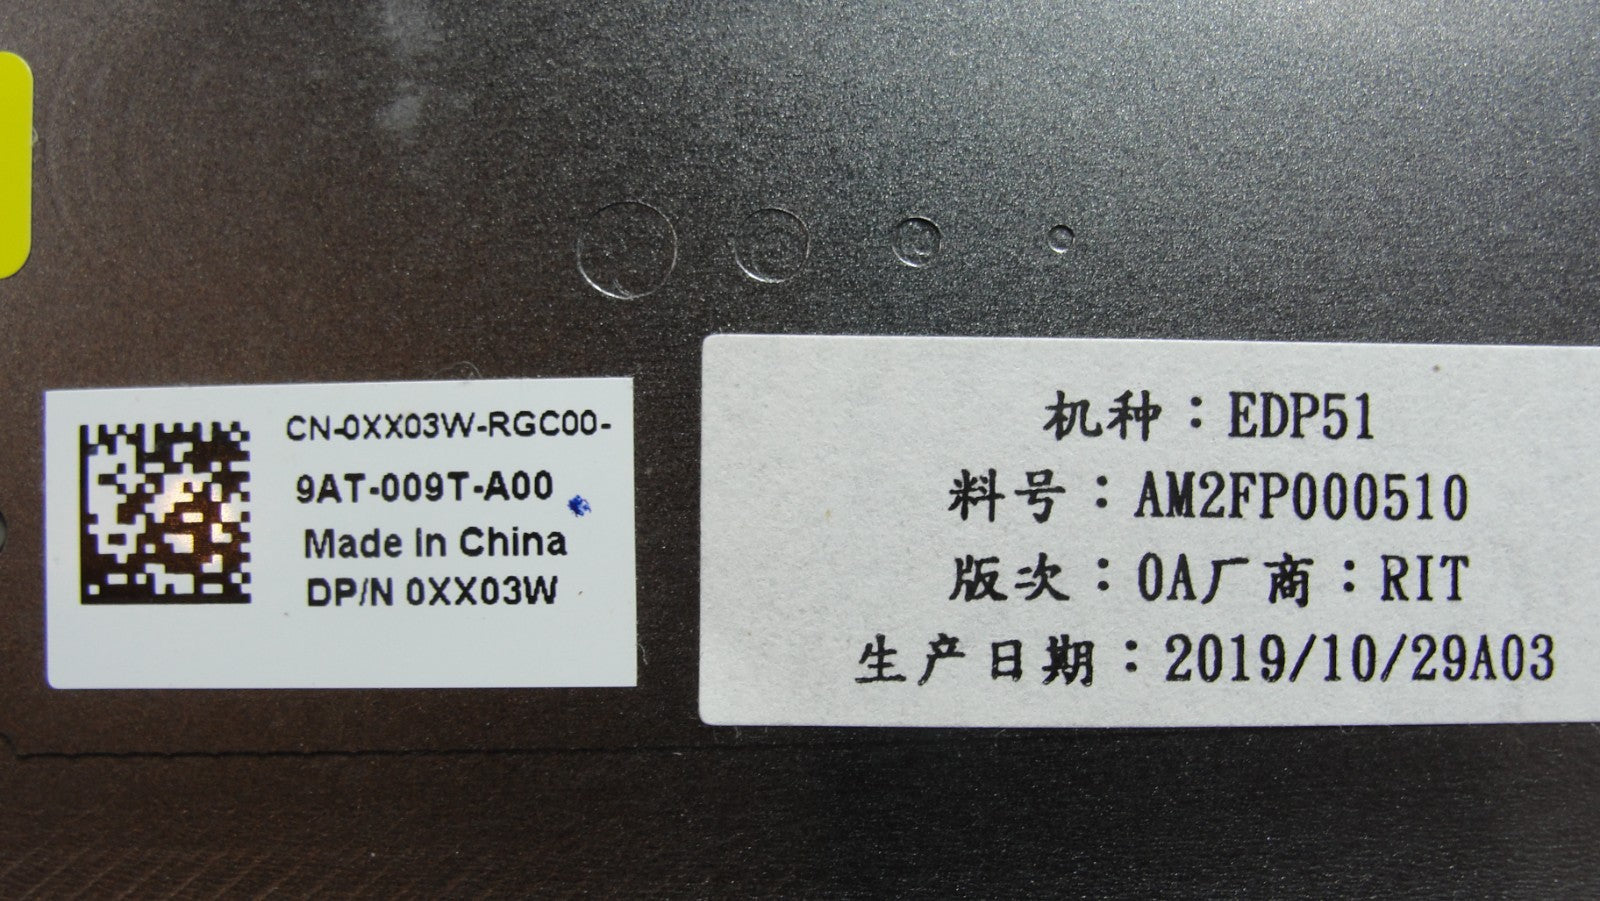 CN-0XX03W-RGC00-
9AT-009T-A00
Made in China
DP/N 0XX03W
机种：EDP51
料号：AM2FP000510
版次：0A厂商：RIT
生产日期：2019/10/29A03